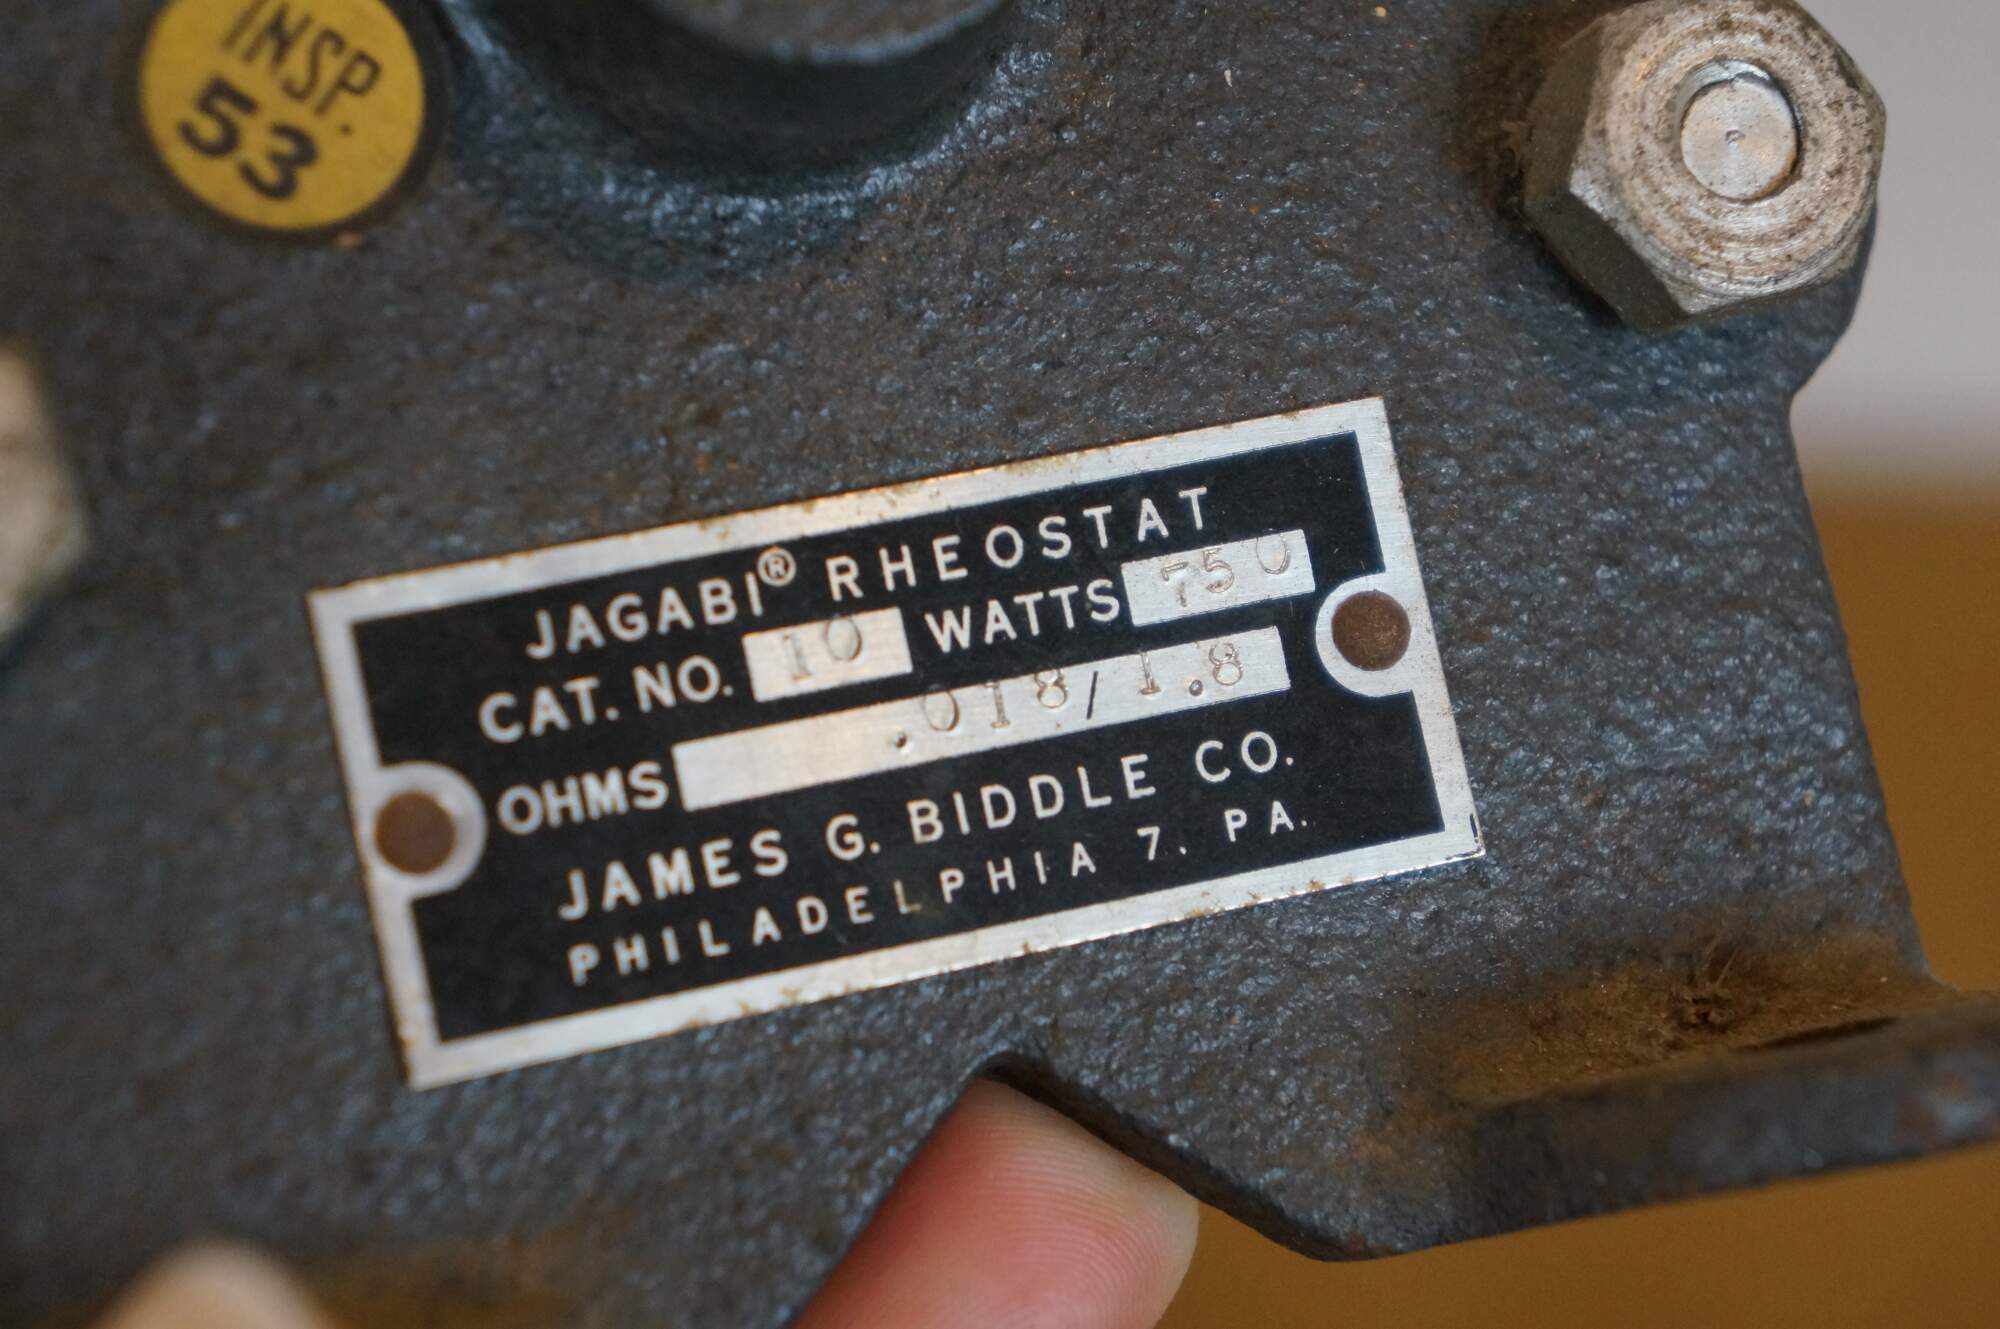 INSP.
53
JAGABI® RHEOSTAT
CAT. NO. 10 WATTS 750
OHMS .018/1.8
JAMES G. BIDDLE CO.
PHILADELPHIA 7, PA.